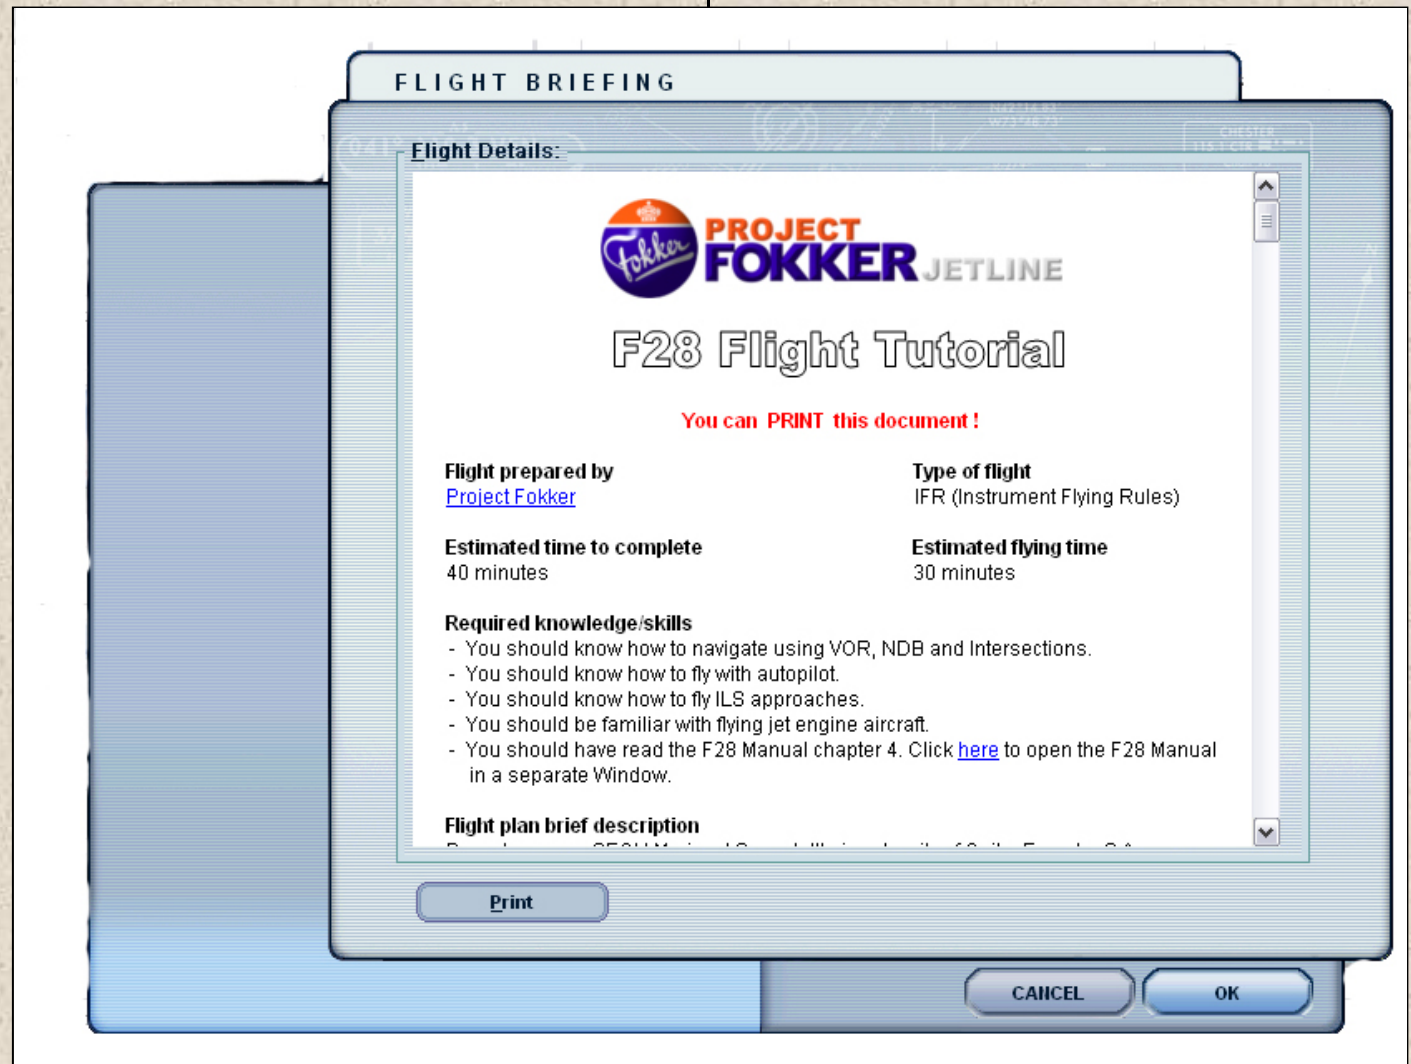 FLIGHT BRIEFING
Flight Details:
Fokker
PROJECT
FOKKER JETLINE
F28 Flight Tutorial
You can PRINT this document !
Flight prepared by
Type of flight
Project Fokker
IFR (Instrument Flying Rules)
Estimated time to complete
Estimated flying time
40 minutes
30 minutes
Required knowledge/skills
- You should know how to navigate using VOR, NDB and Intersections.
- You should know how to fly with autopilot.
- You should know how to fly ILS approaches.
- You should be familiar with flying jet engine aircraft.
- You should have read the F28 Manual chapter 4. Click here to open the F28 Manual
in a separate Window.
Flight plan brief description
Print
CANCEL
OK